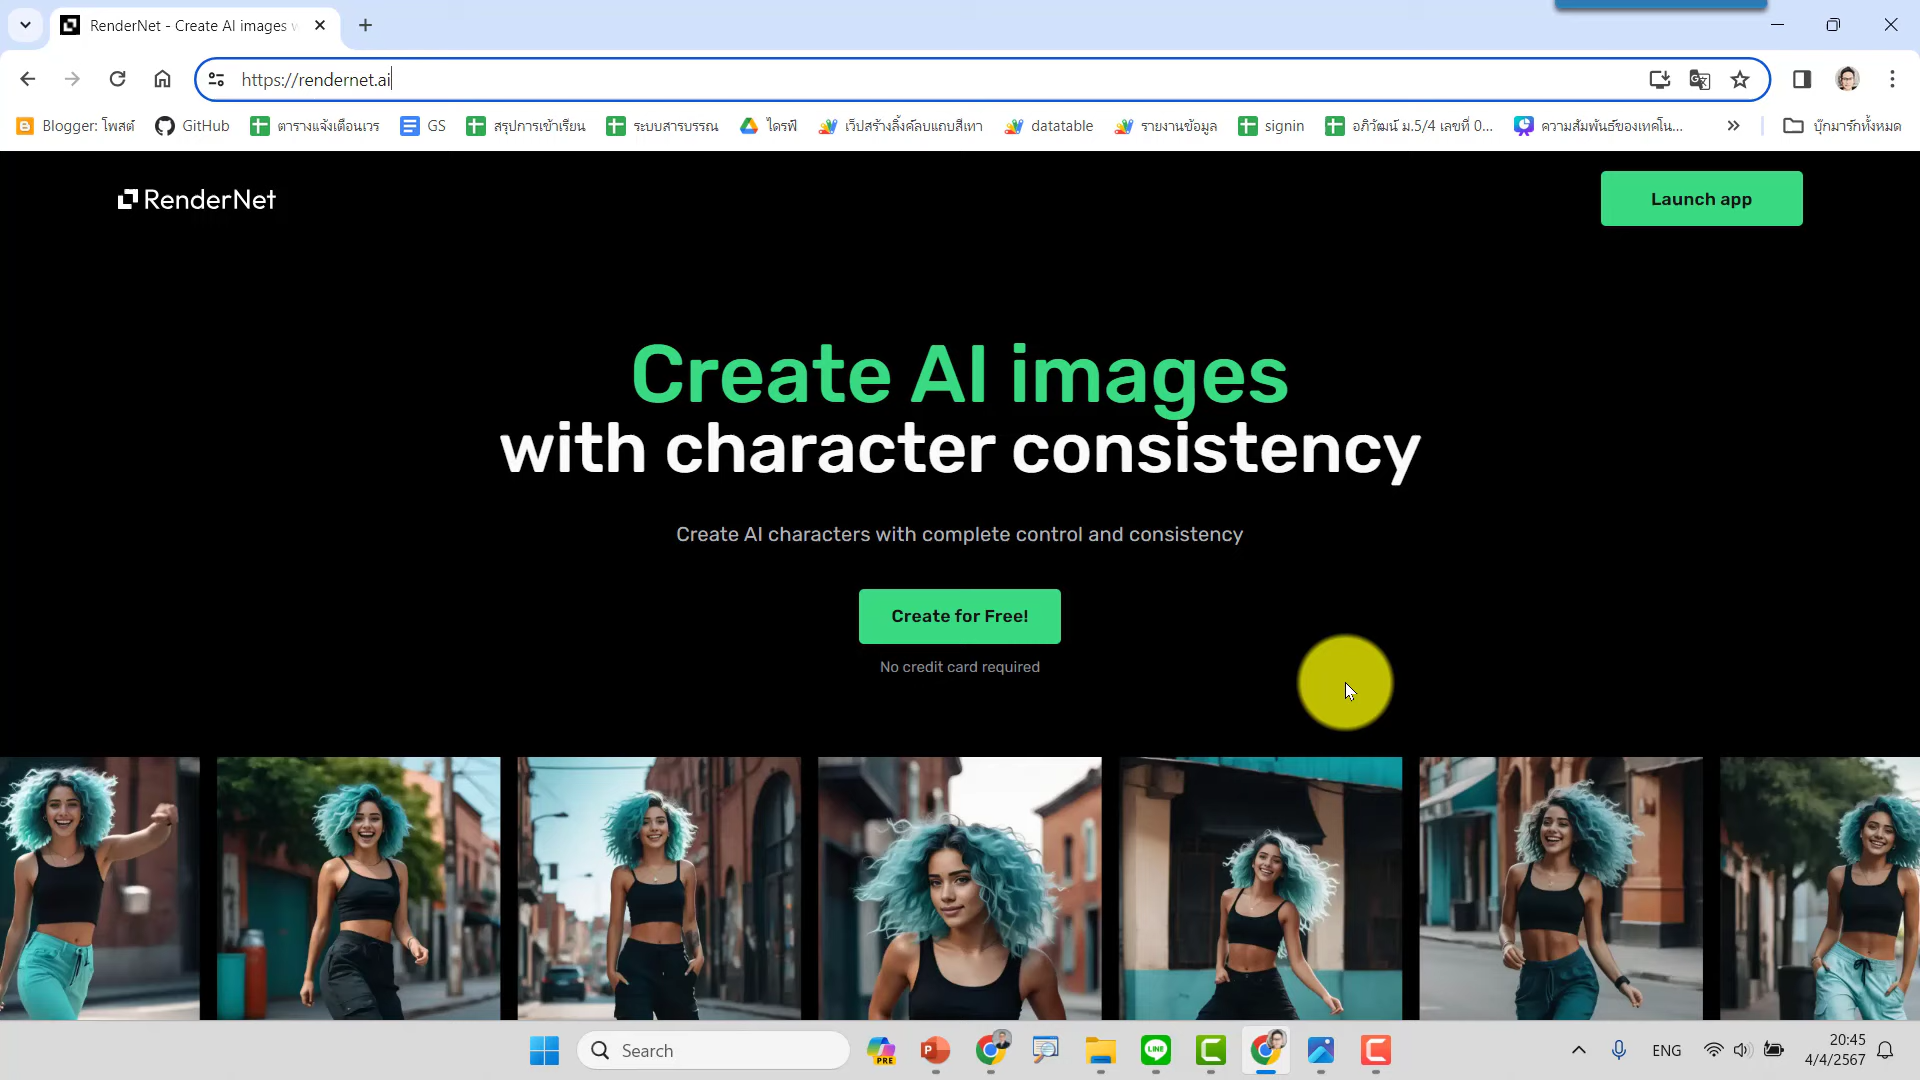 RenderNet - Create AI images w
https://rendernet.ai
Blogger: โพสต์
GitHub
ตารางแจ้งเตือนเวร
GS
สรุปการเข้าเรียน
ระบบสารบรรณ
ไดรฟ์
เว็ปสร้างลิ้งค์ลบแถบสีเทา
datatable
รายงานข้อมูล
signin
อภิวัฒน์ ม.5/4 เลขที่ 0...
ความสัมพันธ์ของเทคโน...
บุ๊กมาร์กทั้งหมด
RenderNet
Launch app
Create AI images
with character consistency
Create AI characters with complete control and consistency
Create for Free!
No credit card required
Search
PRE
ENG
20:45
4/4/2567